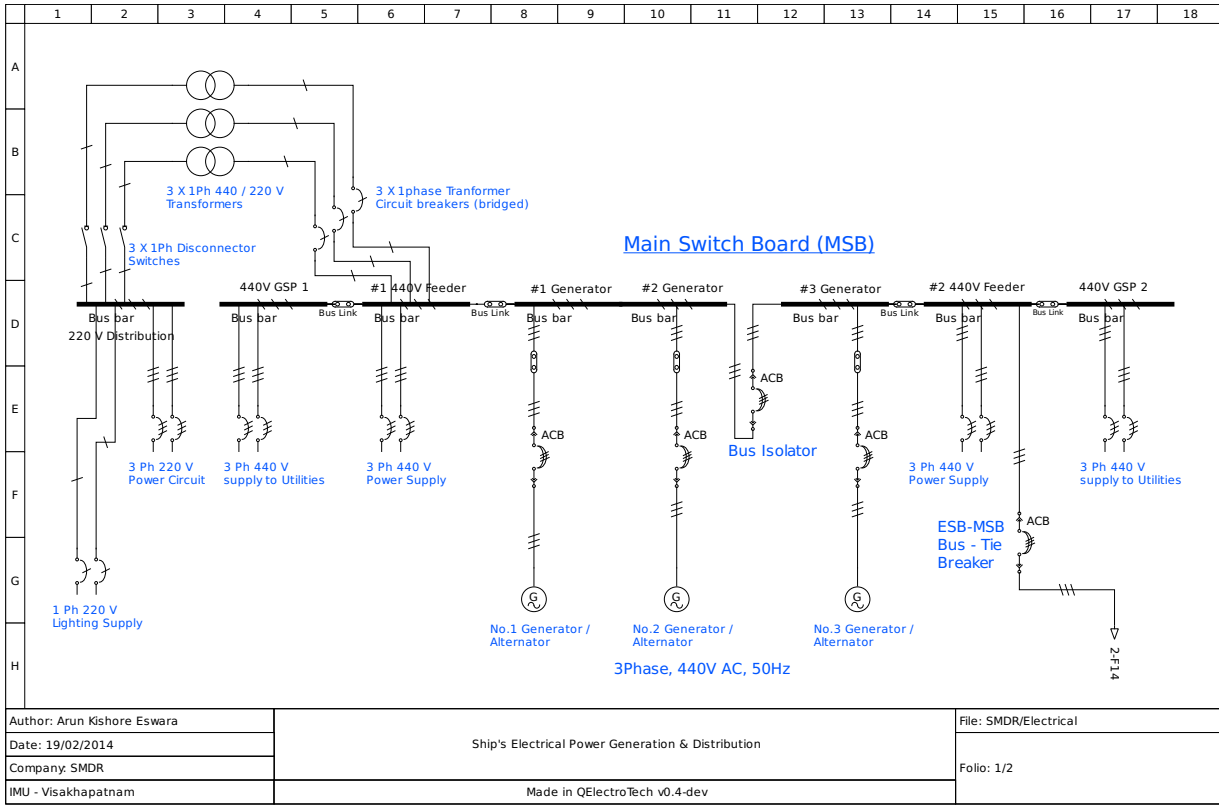 1 2 3 4 5 6 7 8 9 10 11 12 13 14 15 16 17 18
A
B
C
D
E
F
G
H
3 X 1Ph 440 / 220 V
Transformers
3 X 1phase Tranformer
Circuit breakers (bridged)
3 X 1Ph Disconnector
Switches
Main Switch Board (MSB)
440V GSP 1
#1 440V Feeder
#1 Generator
#2 Generator
#3 Generator
#2 440V Feeder
440V GSP 2
Bus bar
220 V Distribution
Bus bar
Bus Link
Bus bar
Bus Link
Bus bar
Bus bar
Bus bar
Bus Link
Bus bar
Bus Link
Bus bar
ACB
ACB
ACB
ACB
Bus Isolator
3 Ph 220 V
Power Circuit
3 Ph 440 V
supply to Utilities
3 Ph 440 V
Power Supply
3 Ph 440 V
Power Supply
3 Ph 440 V
supply to Utilities
ESB-MSB
Bus - Tie
Breaker
ACB
1 Ph 220 V
Lighting Supply
G
G
G
No.1 Generator /
Alternator
No.2 Generator /
Alternator
No.3 Generator /
Alternator
3Phase, 440V AC, 50Hz
2-F14
Author: Arun Kishore Eswara
Date: 19/02/2014
Company: SMDR
IMU - Visakhapatnam
Ship's Electrical Power Generation & Distribution
Made in QElectroTech v0.4-dev
File: SMDR/Electrical
Folio: 1/2